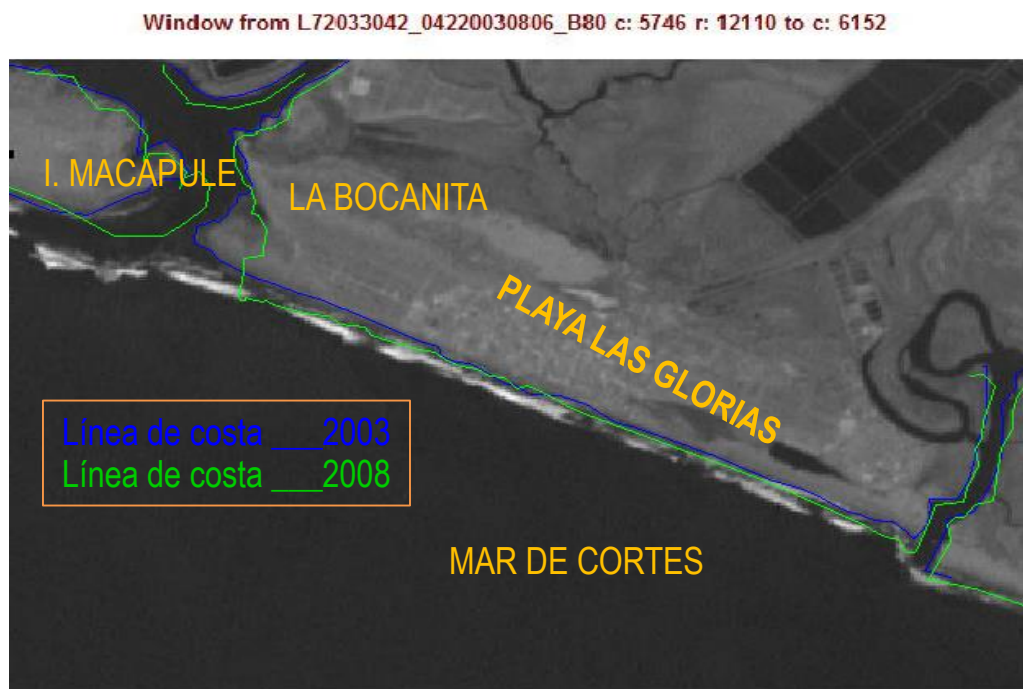 Window from L72033042_04220030806_B80 c: 5746 r: 12110 to c: 6152
I. MACAPULE
LA BOCANITA
PLAYA LAS GLORIAS
Línea de costa ___2003
Línea de costa ___2008
MAR DE CORTES